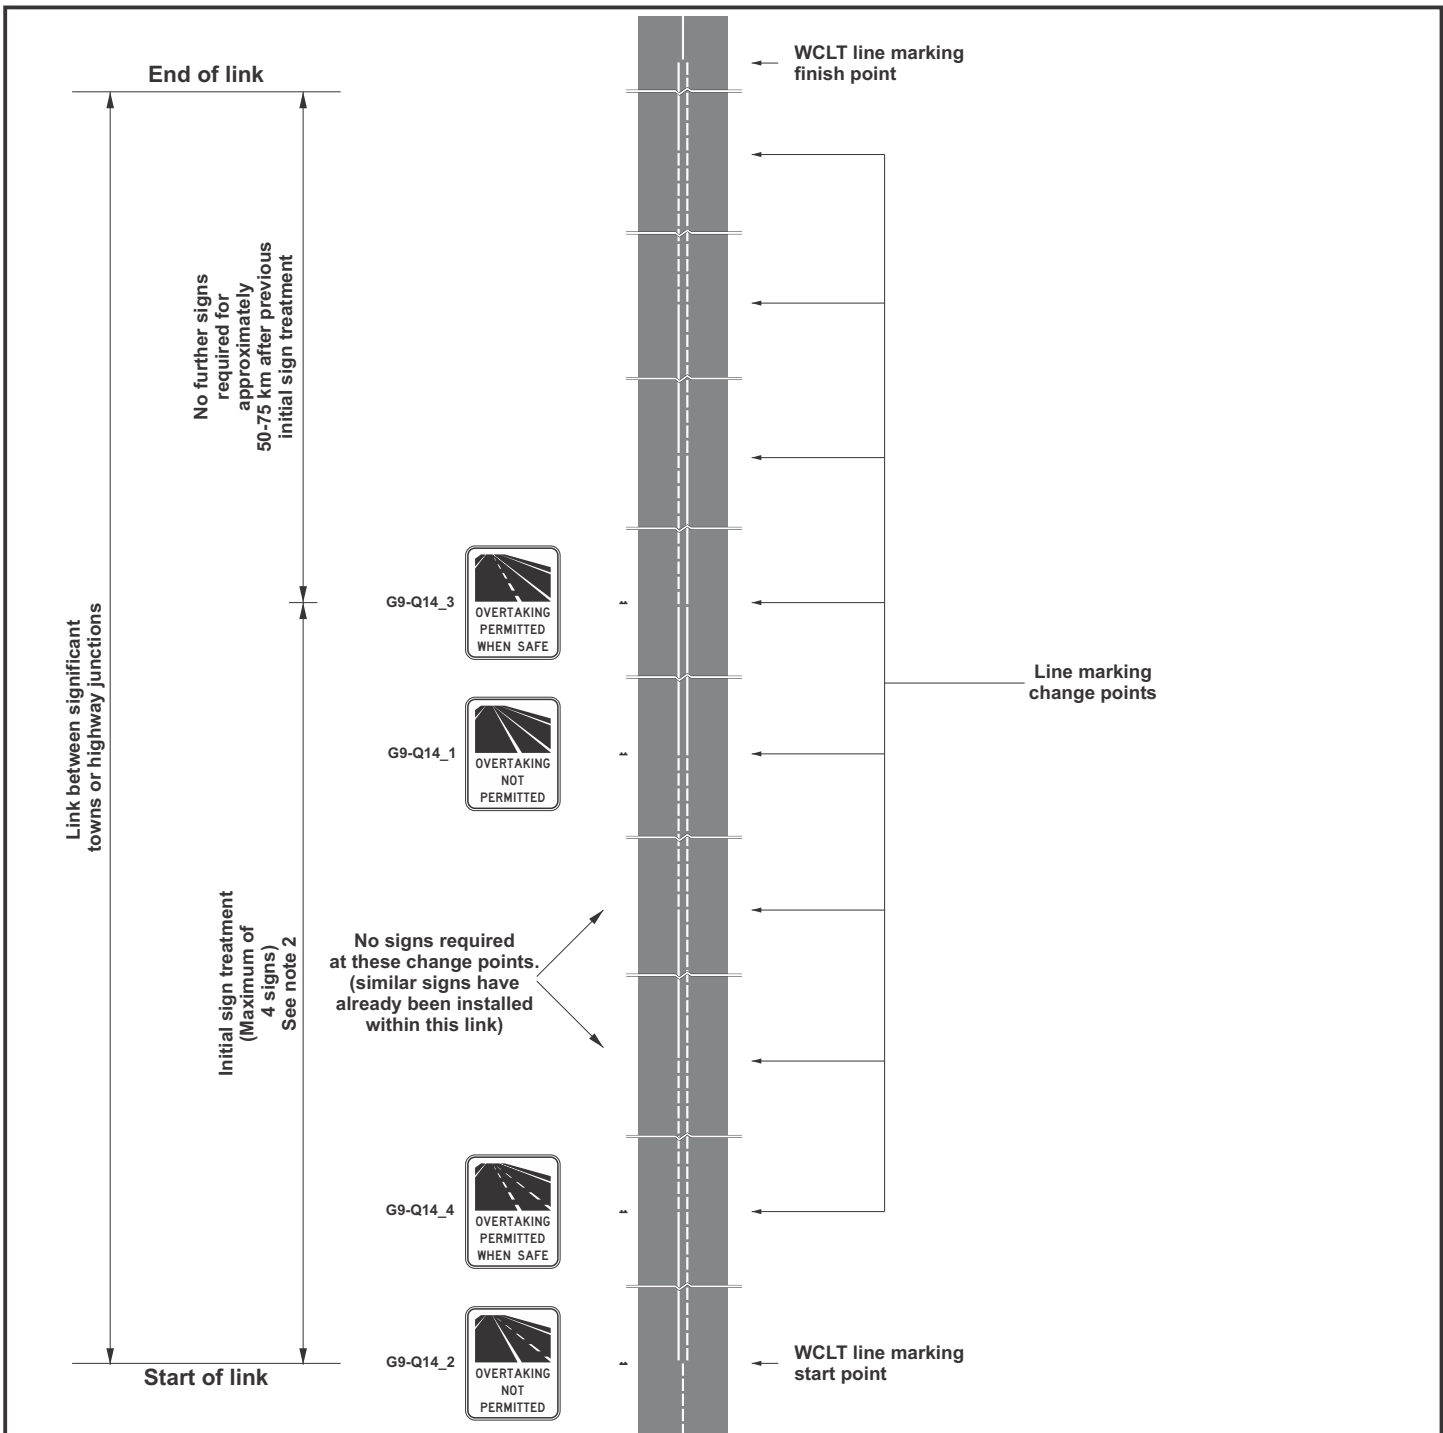 End of link
WCLT line marking
finish point
No further signs
required for
approximately
50-75 km after previous
initial sign treatment
Link between significant
towns or highway junctions
G9-Q14_3
OVERTAKING
PERMITTED
WHEN SAFE
G9-Q14_1
OVERTAKING
NOT
PERMITTED
Line marking
change points
Initial sign treatment
(Maximum of
4 signs)
See note 2
No signs required
at these change points.
(similar signs have
already been installed
within this link)
G9-Q14_4
OVERTAKING
PERMITTED
WHEN SAFE
G9-Q14_2
OVERTAKING
NOT
PERMITTED
WCLT line marking
start point
Start of link